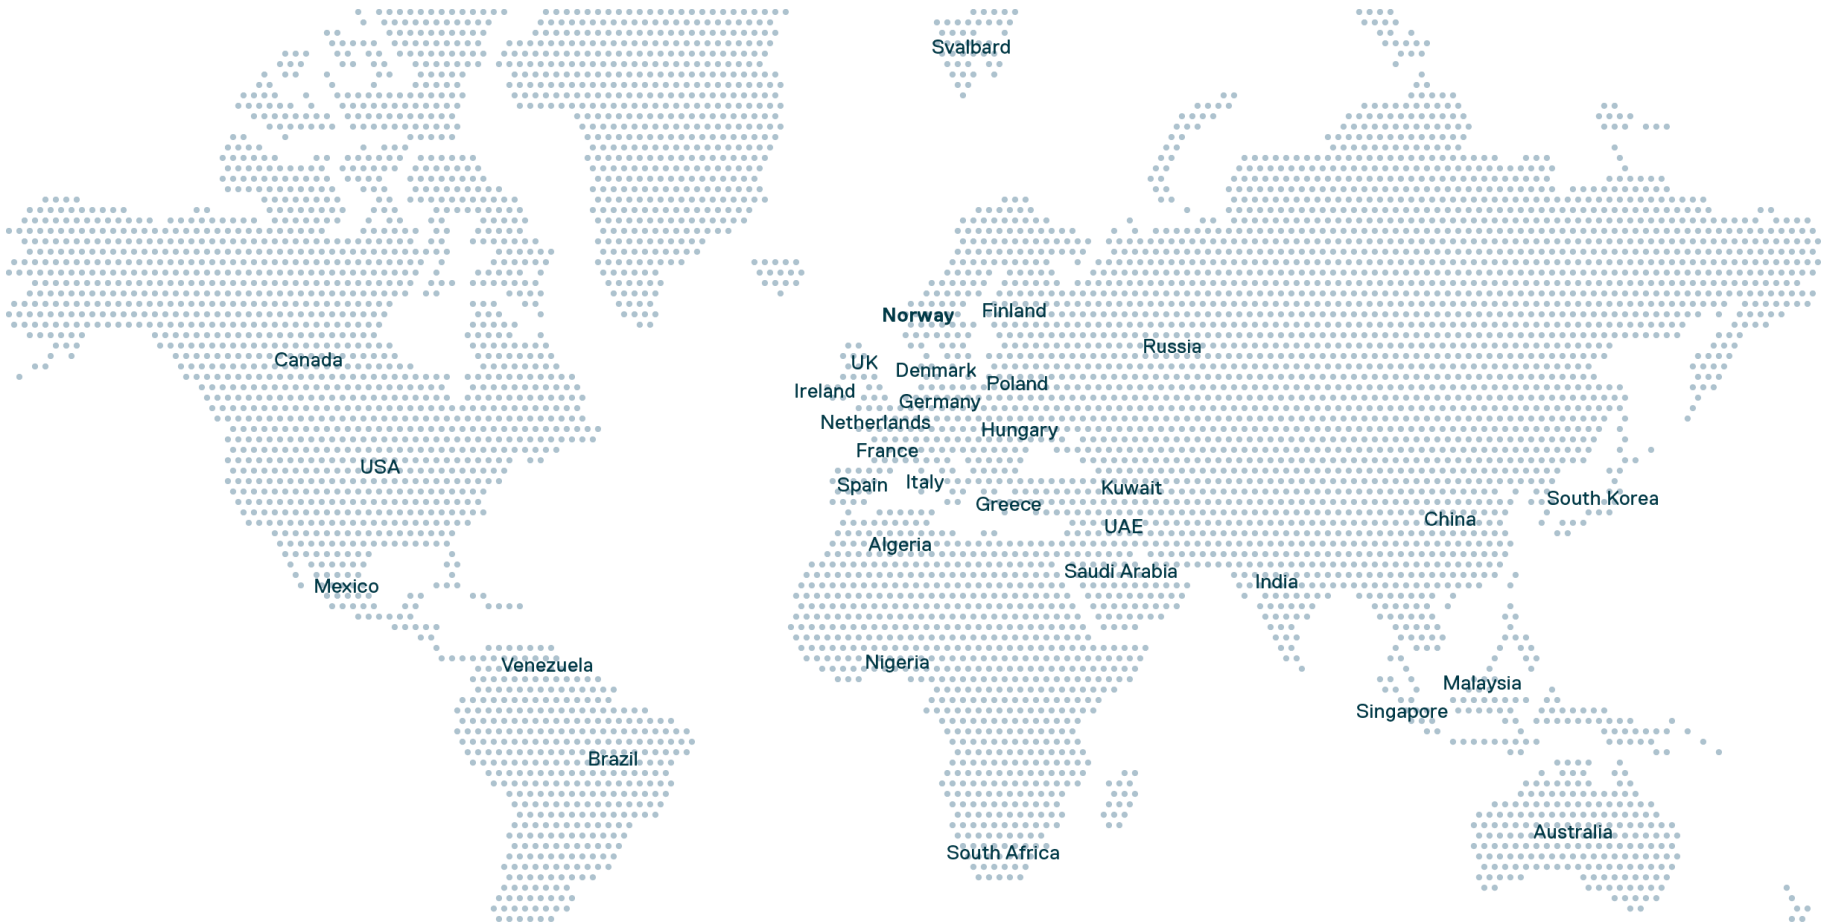 Svalbard
Norway
Finland
Russia
Canada
UK
Denmark
Poland
Ireland
Germany
Netherlands
Hungary
France
USA
Spain
Italy
Kuwait
South Korea
Greece
China
UAE
Algeria
Saudi Arabia
India
Mexico
Nigeria
Venezuela
Malaysia
Singapore
Brazil
Australia
South Africa